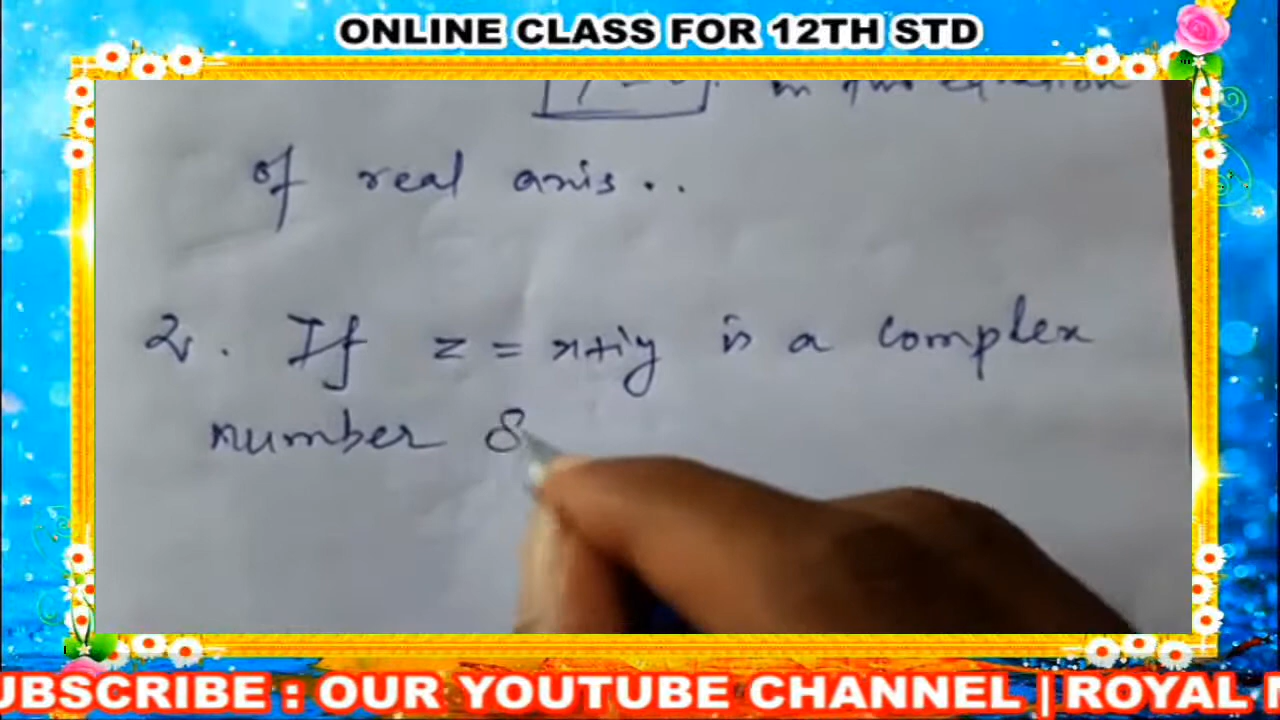 ONLINE CLASS FOR 12TH STD
of real axis..
2. If z = x+iy is a complex
number
UBSCRIBE : OUR YOUTUBE CHANNEL | ROYAL